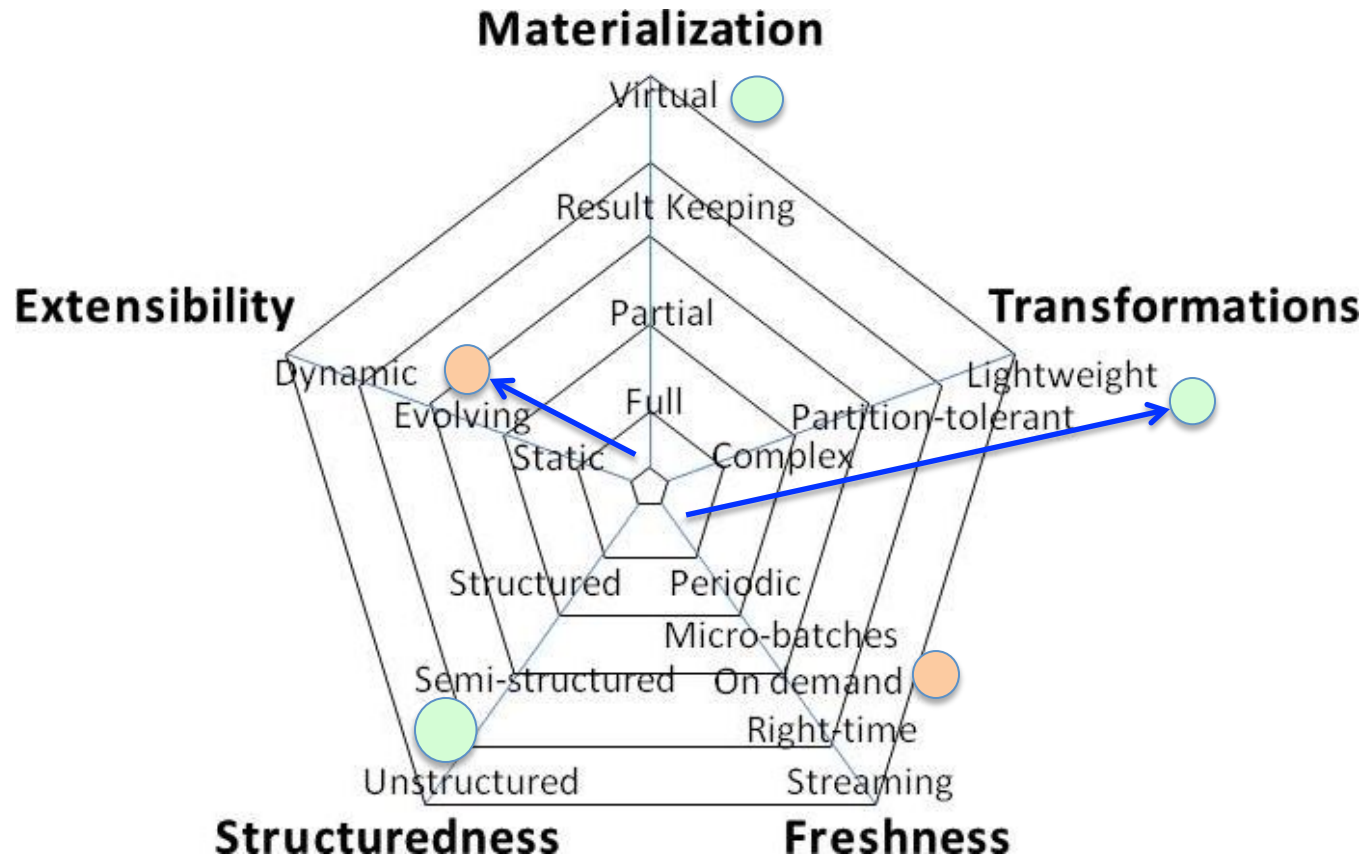 Materialization
Virtual
Result Keeping
Extensibility
Partial
Transformations
Dynamic
Lightweight
Evolving
Full
Partition-tolerant
Static
Complex
Structured
Periodic
Micro-batches
Semi-structured
On demand
Right-time
Unstructured
Streaming
Structuredness
Freshness